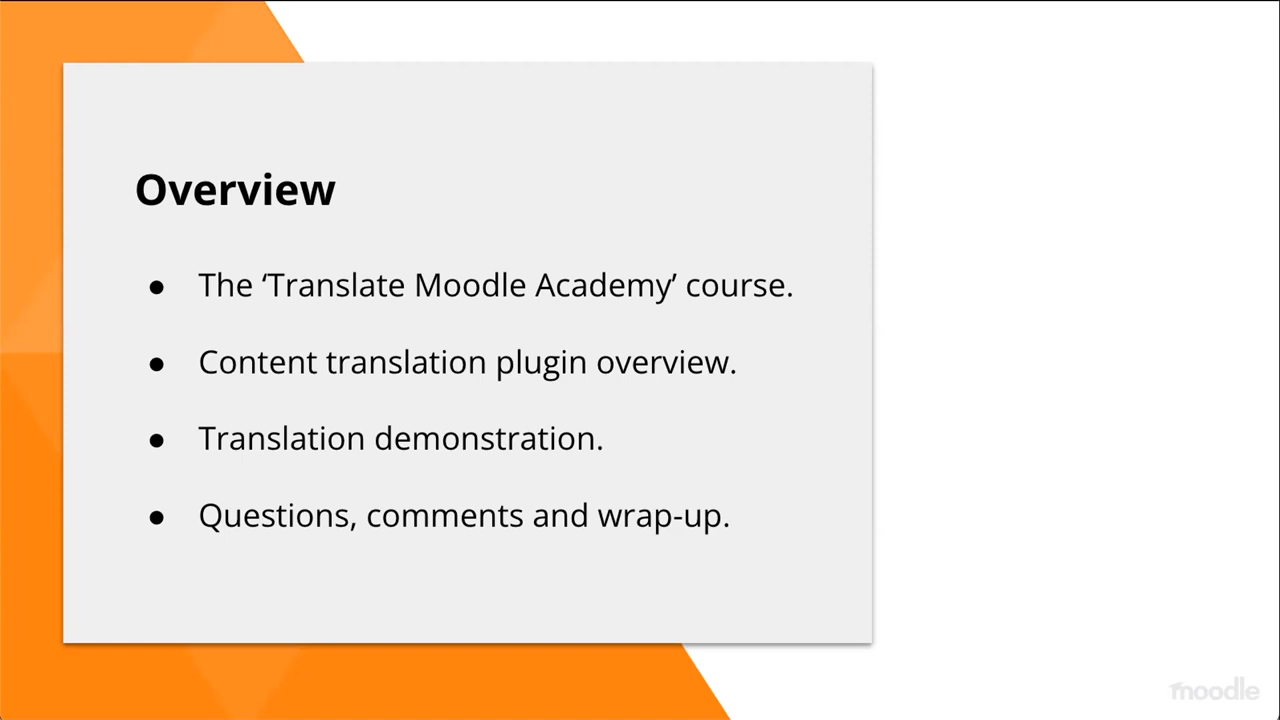 Overview
● The ‘Translate Moodle Academy’ course.
● Content translation plugin overview.
● Translation demonstration.
● Questions, comments and wrap-up.
moodle